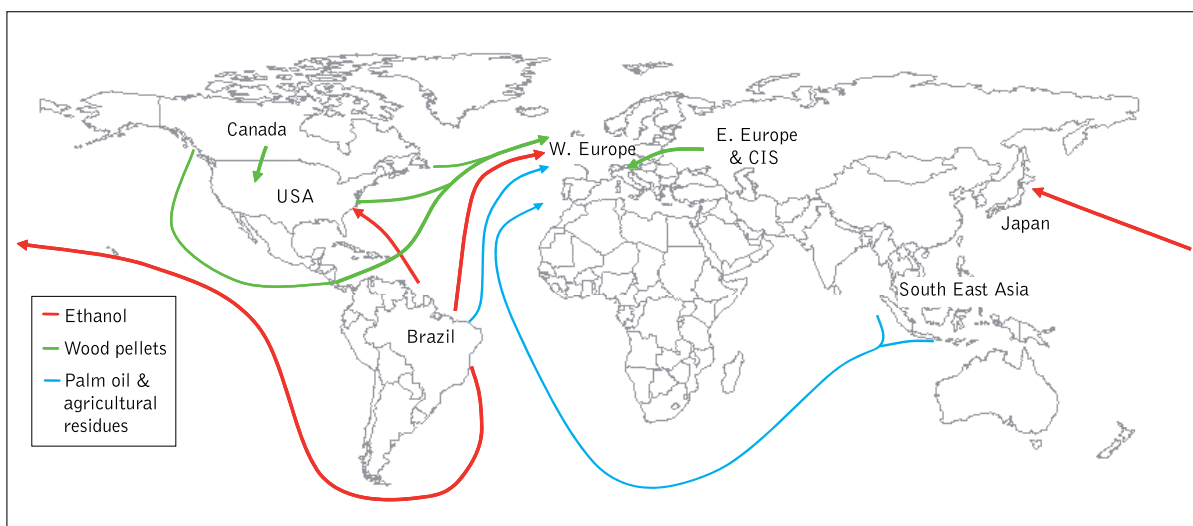 Canada
USA
W. Europe
E. Europe
& CIS
Japan
South East Asia
Brazil
Ethanol
Wood pellets
Palm oil &
agricultural
residues